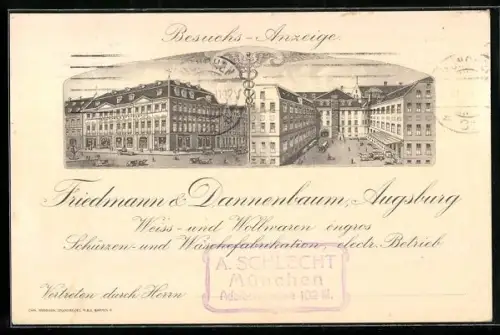 Besuchs-Anzeige.
Friedmann & Dannenbaum, Augsburg
Weiss- und Wollwaren engros
Schürzen- und Wäschefabrikation, electr. Betrieb
A. SCHLECHT
München
102
Vertreten durch Herrn